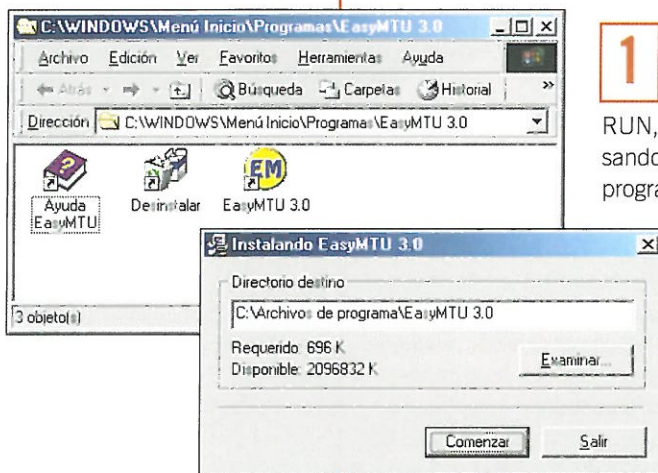 C:\WINDOWS\Menú Inicio\Programas\EasyMTU 3.0
Archivo Edición Ver Favoritos Herramientas Ayuda
Atrás Búsqueda Carpetas Historial »
Dirección C:\WINDOWS\Menú Inicio\Programas\EasyMTU 3.0
Ayuda EasyMTU
Desinstalar
EM
EasyMTU 3.0
3 objeto(s)
Instalando EasyMTU 3.0
Directorio destino
C:\Archivos de programa\EasyMTU 3.0
Requerido: 696 K
Disponible: 2096832 K
Examinar...
Comenzar Salir
1
RUN,
sando
progra